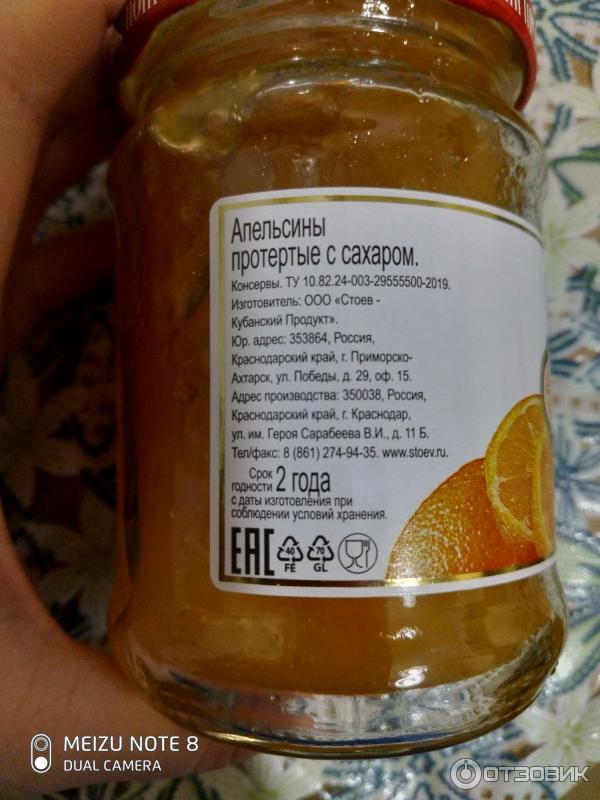 Апельсины
протертые с сахаром.
Консервы. ТУ 10.82.24-003-29555500-2019.
Изготовитель: ООО «Стоев -
Кубанский Продукт».
Юр. адрес: 353864, Россия,
Краснодарский край, г. Приморско-
Ахтарск, ул. Победы, д. 29, оф. 15.
Адрес производства: 350038, Россия,
Краснодарский край, г. Краснодар,
ул. им. Героя Сарабеева В.И., д. 11 Б.
Тел/факс: 8 (861) 274-94-35. www.stoev.ru.
Срок
годности 2 года
с даты изготовления при
соблюдении условий хранения.
EAC 40 FE 70 GL
MEIZU NOTE 8
DUAL CAMERA
ОТЗОВИК